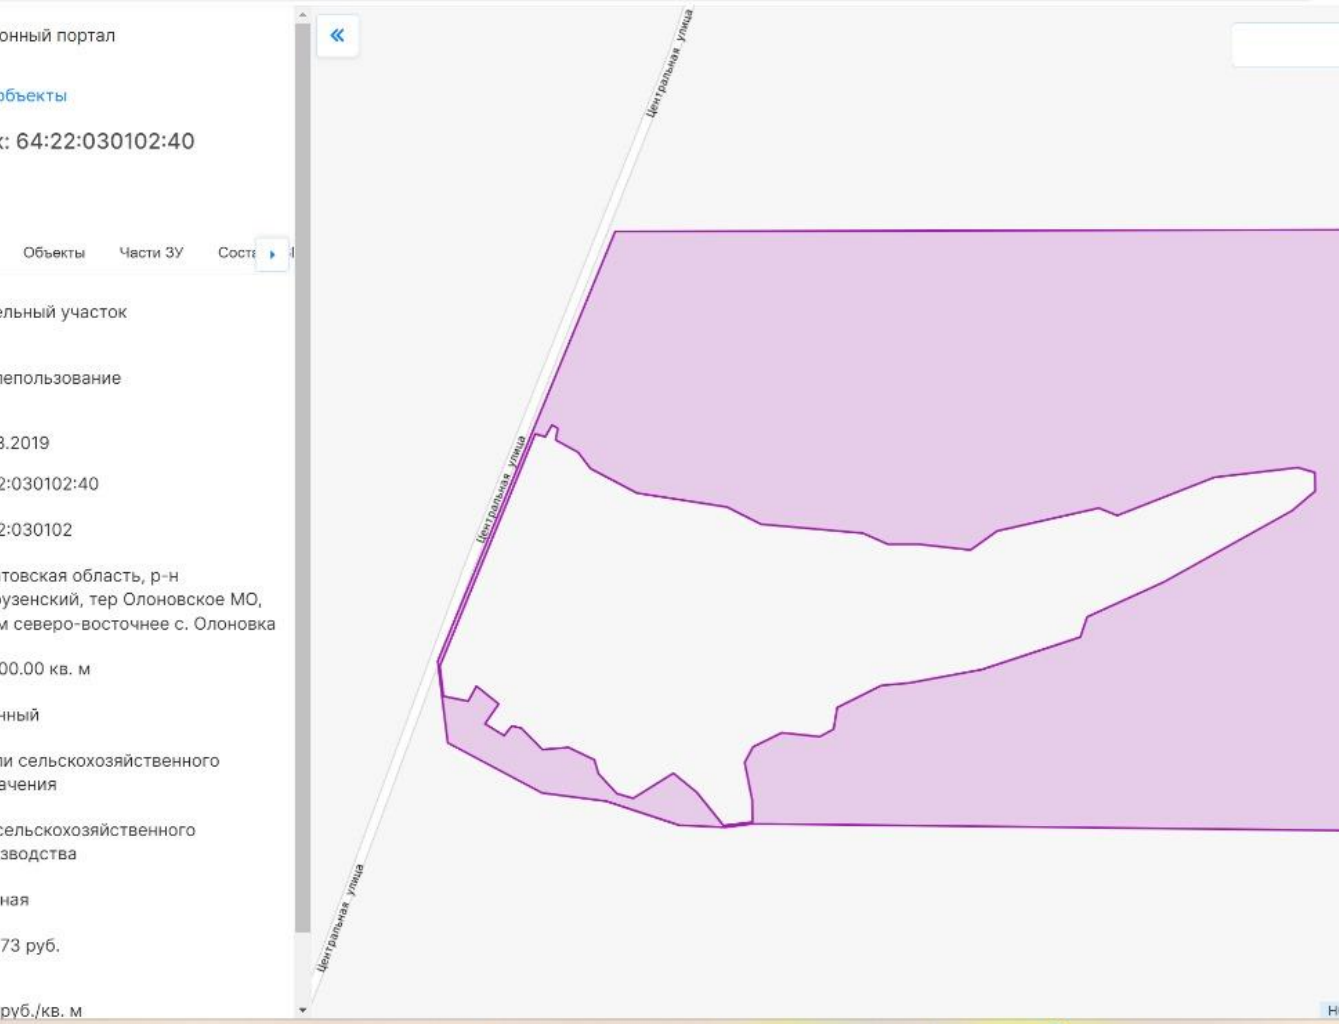 онный портал
объекты
к: 64:22:030102:40
Объекты Части ЗУ Соста
ельный участок
лепользование
3.2019
2:030102:40
2:030102
товская область, р-н
рузенский, тер Олоновское МО,
м северо-восточнее с. Олоновка
00.00 кв. м
нный
ли сельскохозяйственного
ачения
сельскохозяйственного
зводства
ная
73 руб.
руб./кв. м
Центральная улица
Центральная улица
Центральная улица
Н